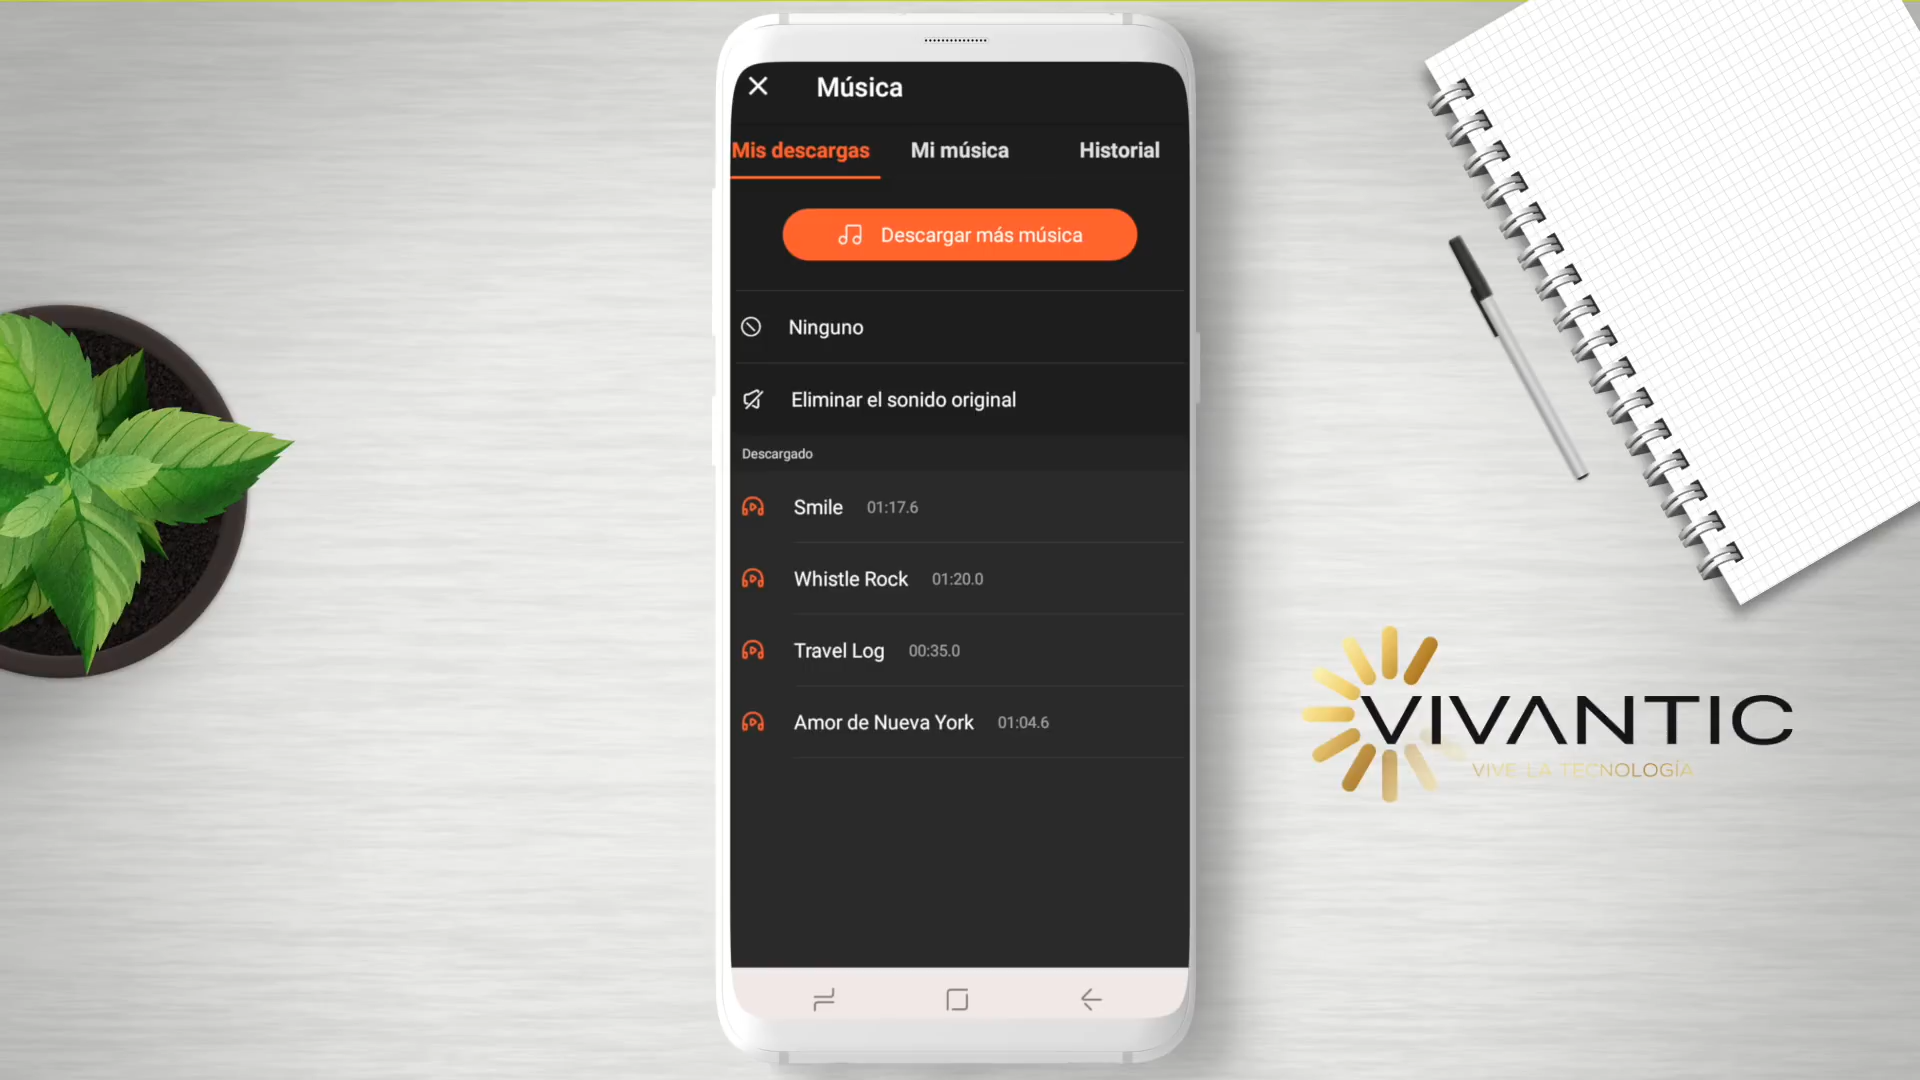 Música
Mis descargas Mi música Historial
Descargar más música
Ninguno
Eliminar el sonido original
Descargado
Smile 01:17.6
Whistle Rock 01:20.0
Travel Log 00:35.0
Amor de Nueva York 01:04.6
VIVANTIC
VIVE LA TECNOLOGÍA